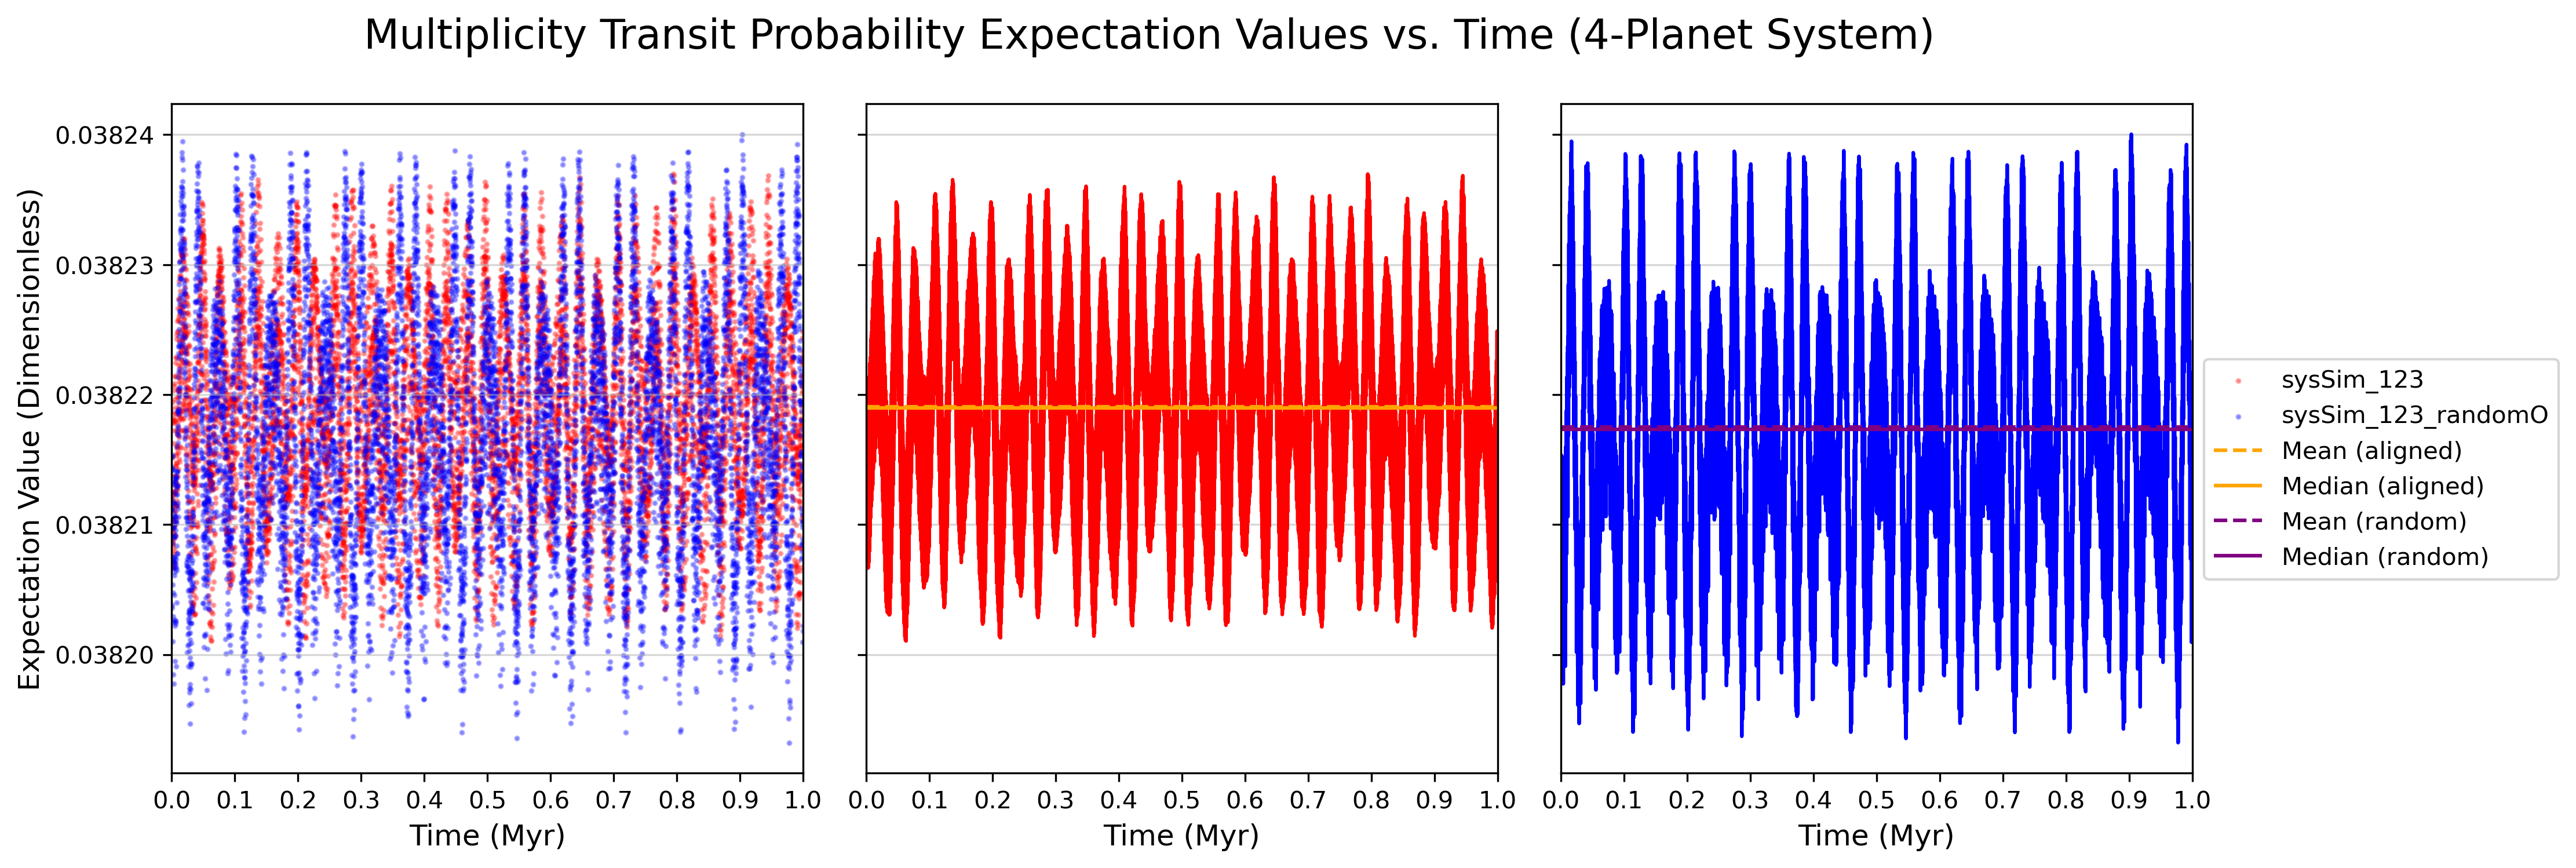 Multiplicity Transit Probability Expectation Values vs. Time (4-Planet System)
Expectation Value (Dimensionless)
0.03824
0.03823
0.03822
0.03821
0.03820
0.0 0.1 0.2 0.3 0.4 0.5 0.6 0.7 0.8 0.9 1.0
Time (Myr)
0.0 0.1 0.2 0.3 0.4 0.5 0.6 0.7 0.8 0.9 1.0
Time (Myr)
0.0 0.1 0.2 0.3 0.4 0.5 0.6 0.7 0.8 0.9 1.0
Time (Myr)
sysSim_123
sysSim_123_randomO
Mean (aligned)
Median (aligned)
Mean (random)
Median (random)